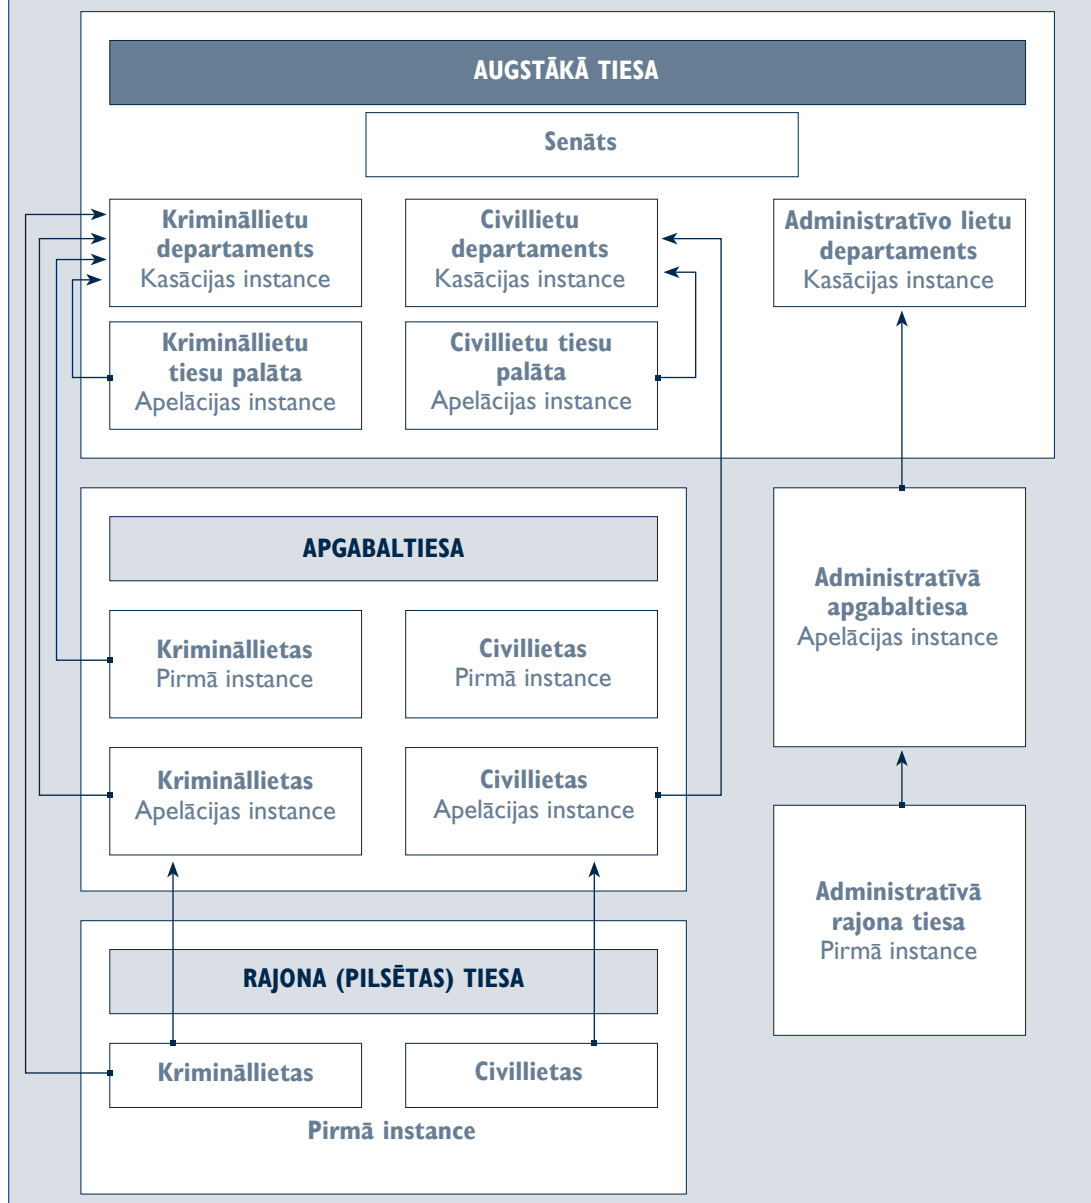 AUGSTĀKĀ TIESA
Senāts
Krimināllietu
departaments
Kasācijas instance
Civillietu
departaments
Kasācijas instance
Administratīvo lietu
departaments
Kasācijas instance
Krimināllietu
tiesu palāta
Apelācijas instance
Civillietu tiesu
palāta
Apelācijas instance
APGABALTIESA
Krimināllietas
Pirmā instance
Civillietas
Pirmā instance
Administratīvā
apgabaltiesa
Apelācijas instance
Krimināllietas
Apelācijas instance
Civillietas
Apelācijas instance
Administratīvā
rajona tiesa
Pirmā instance
RAJONA (PILSĒTAS) TIESA
Krimināllietas
Civillietas
Pirmā instance